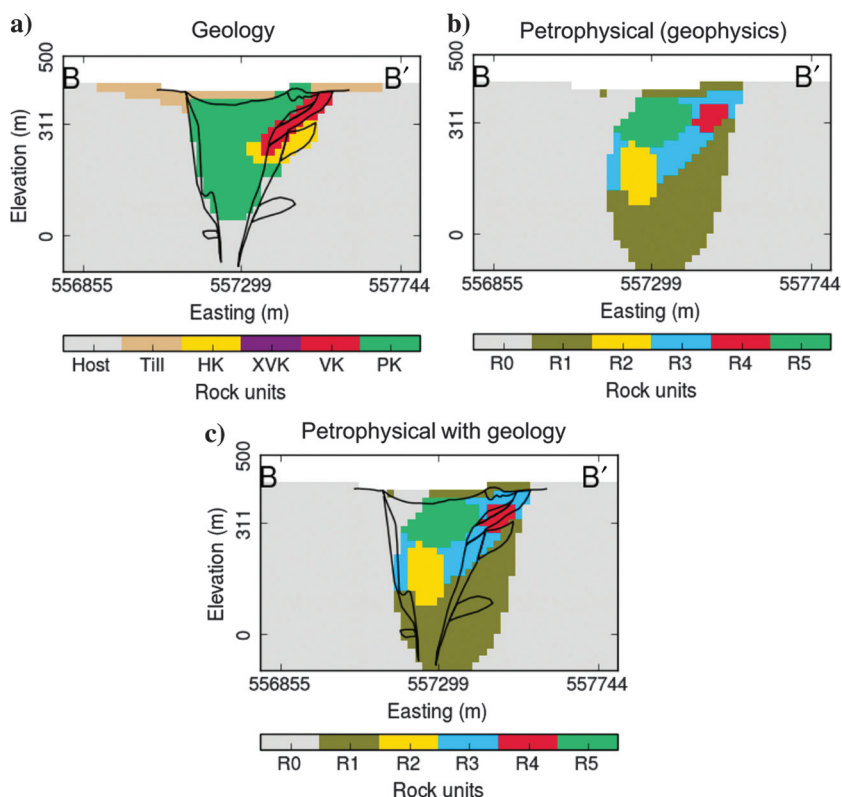 a)
Geology
B
B′
500
311
0
Elevation (m)
556855
557299
557744
Easting (m)
Host
Till
HK
XVK
VK
PK
Rock units
b)
Petrophysical (geophysics)
B
B′
500
311
0
Elevation (m)
556855
557299
557744
Easting (m)
R0
R1
R2
R3
R4
R5
Rock units
c)
Petrophysical with geology
B
B′
500
311
0
Elevation (m)
556855
557299
557744
Easting (m)
R0
R1
R2
R3
R4
R5
Rock units